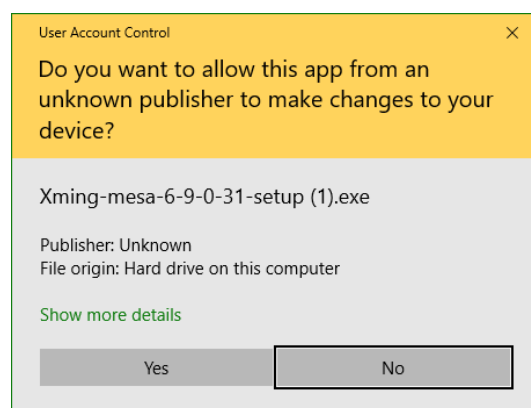 User Account Control
Do you want to allow this app from an
unknown publisher to make changes to your
device?
Xming-mesa-6-9-0-31-setup (1).exe
Publisher: Unknown
File origin: Hard drive on this computer
Show more details
Yes
No